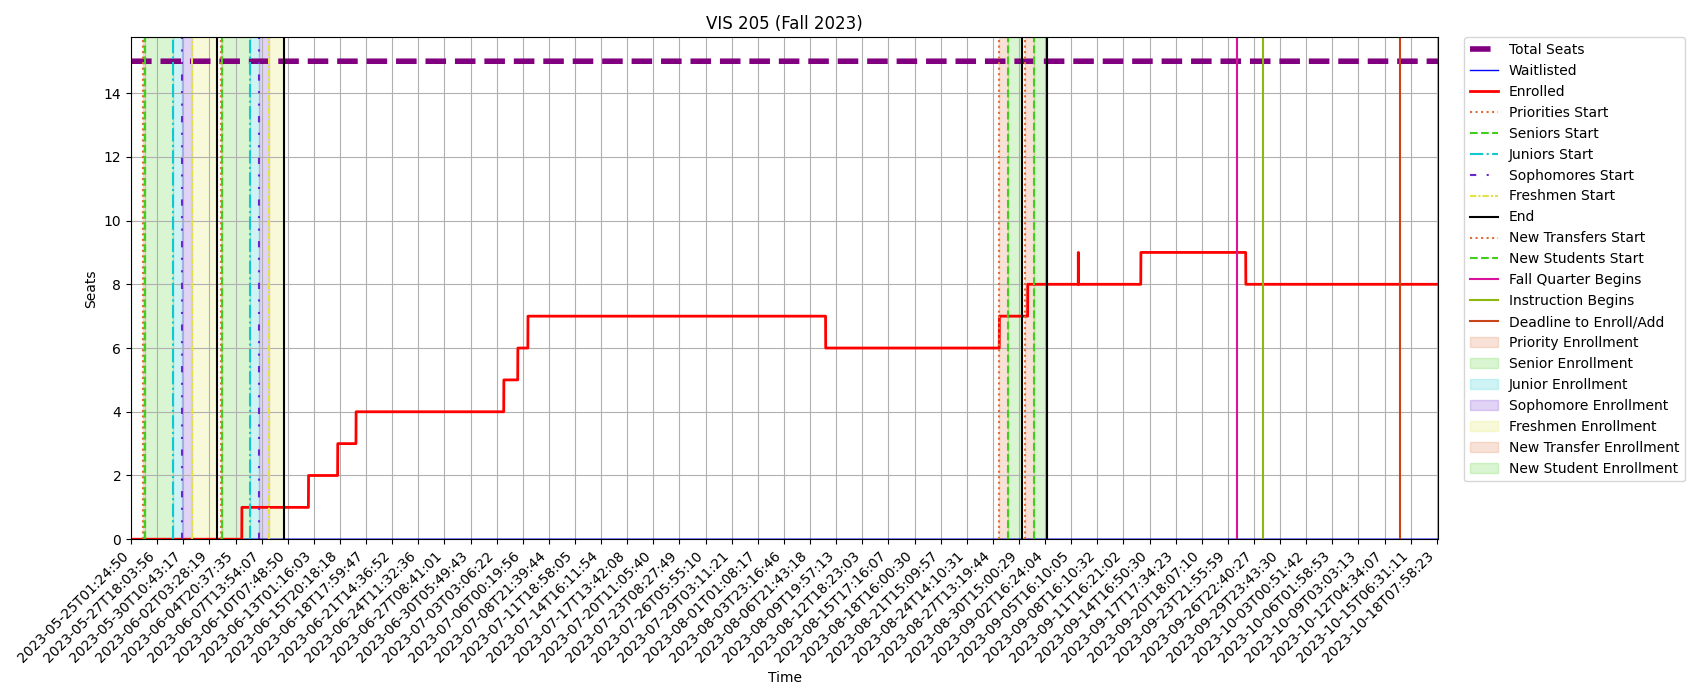 VIS 205 (Fall 2023)
Seats
14
12
10
8
6
4
2
0
2023-05-25T01:24:50
2023-05-27T18:03:56
2023-05-30T10:43:17
2023-06-02T03:28:19
2023-06-04T20:37:35
2023-06-07T13:54:07
2023-06-10T07:48:50
2023-06-13T01:16:03
2023-06-15T20:18:18
2023-06-18T17:59:47
2023-06-21T14:36:52
2023-06-24T11:32:36
2023-06-27T08:41:01
2023-06-30T05:49:43
2023-07-03T03:06:22
2023-07-06T00:19:56
2023-07-08T21:39:44
2023-07-11T18:58:05
2023-07-14T16:11:54
2023-07-17T13:42:08
2023-07-20T11:05:40
2023-07-23T08:27:49
2023-07-26T05:55:10
2023-07-29T03:11:21
2023-08-01T01:08:17
2023-08-03T23:16:46
2023-08-06T21:43:18
2023-08-09T19:57:13
2023-08-12T18:23:03
2023-08-15T17:16:07
2023-08-18T16:00:30
2023-08-21T15:09:57
2023-08-24T14:10:31
2023-08-27T13:19:44
2023-08-30T15:00:29
2023-09-02T16:24:04
2023-09-05T16:10:05
2023-09-08T16:10:32
2023-09-11T16:21:02
2023-09-14T16:50:30
2023-09-17T17:34:23
2023-09-20T18:07:10
2023-09-23T21:55:59
2023-09-26T22:40:27
2023-09-29T23:43:30
2023-10-03T00:51:42
2023-10-06T01:58:53
2023-10-09T03:03:13
2023-10-12T04:34:07
2023-10-15T06:31:11
2023-10-18T07:58:23
Time
Total Seats
Waitlisted
Enrolled
Priorities Start
Seniors Start
Juniors Start
Sophomores Start
Freshmen Start
End
New Transfers Start
New Students Start
Fall Quarter Begins
Instruction Begins
Deadline to Enroll/Add
Priority Enrollment
Senior Enrollment
Junior Enrollment
Sophomore Enrollment
Freshmen Enrollment
New Transfer Enrollment
New Student Enrollment